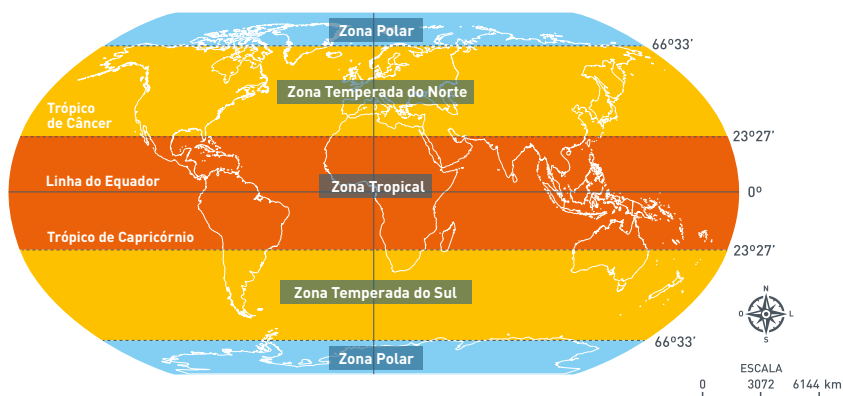 Zona Polar
66º33’
Zona Temperada do Norte
Trópico
de Câncer
23º27’
Linha do Equador
Zona Tropical
0º
Trópico de Capricórnio
23º27’
Zona Temperada do Sul
N
O
L
S
66º33’
Zona Polar
ESCALA
0 3072 6144 km